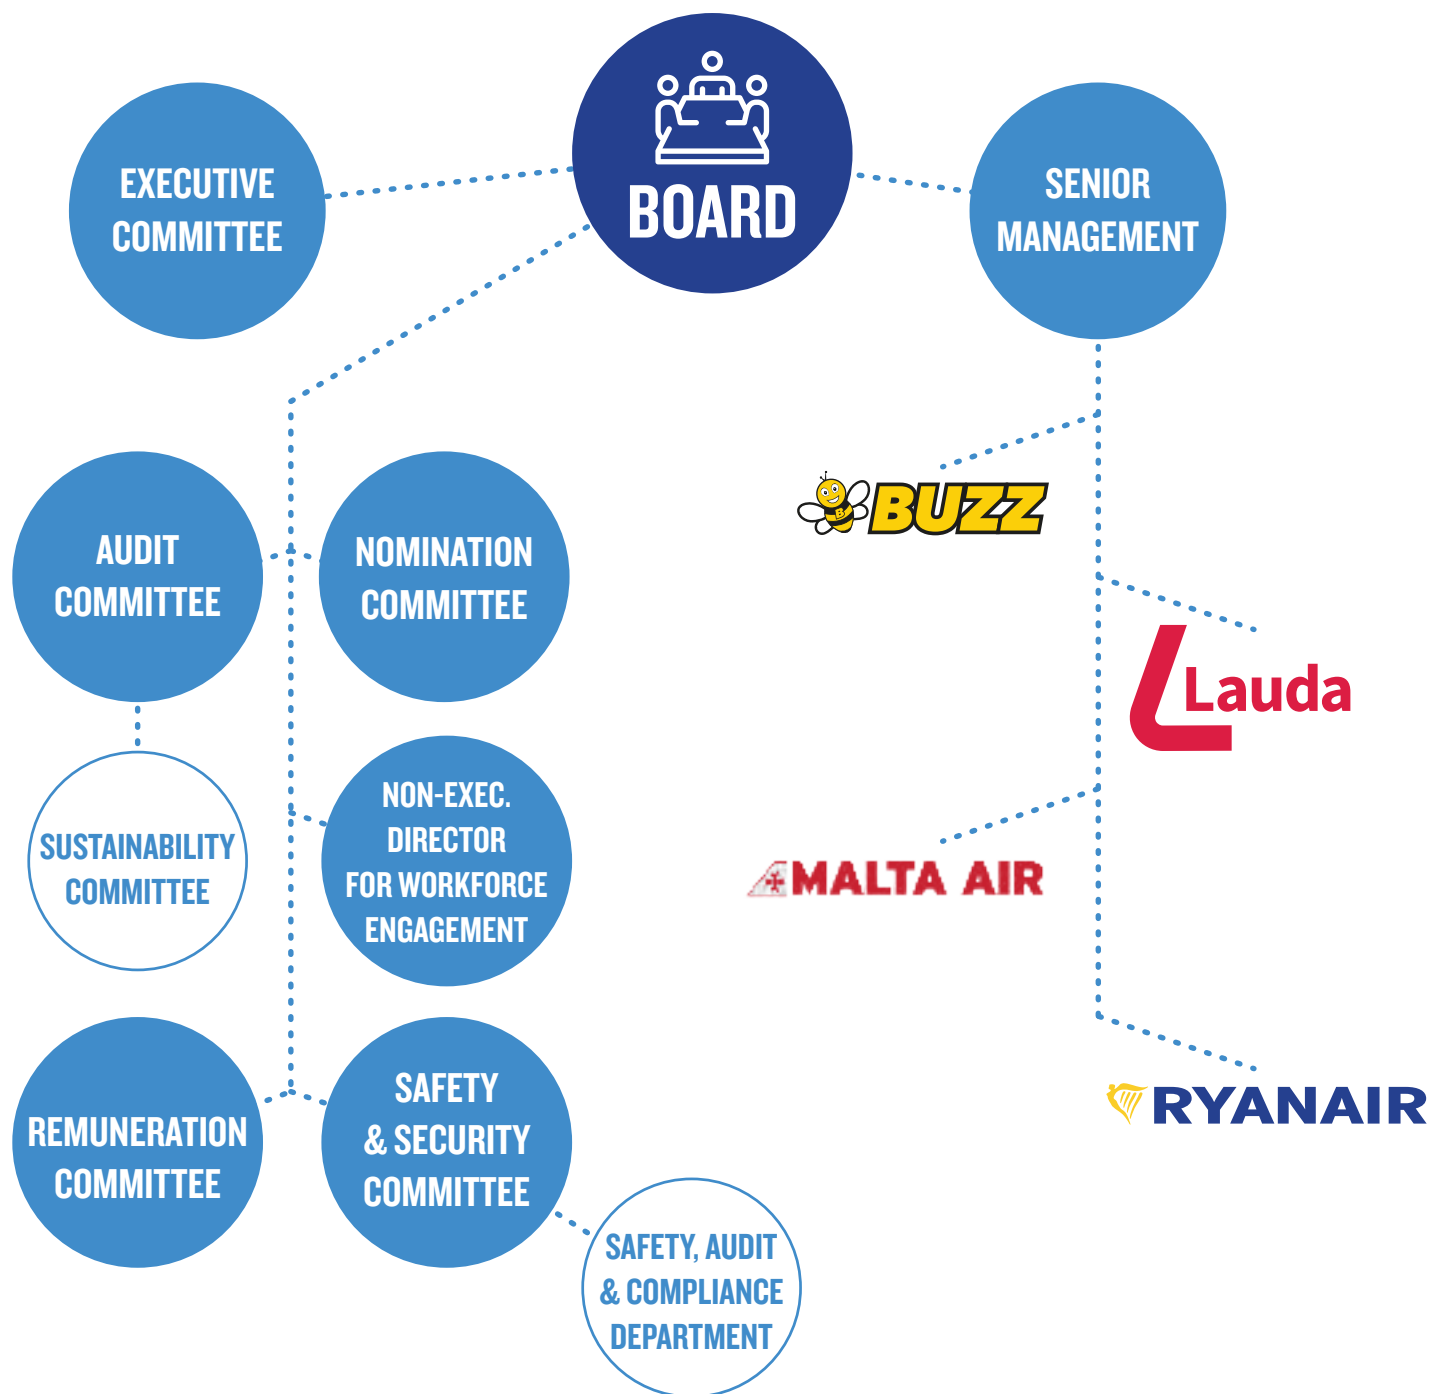 BOARD
EXECUTIVE
COMMITTEE
SENIOR
MANAGEMENT
AUDIT
COMMITTEE
NOMINATION
COMMITTEE
SUSTAINABILITY
COMMITTEE
NON-EXEC.
DIRECTOR
FOR WORKFORCE
ENGAGEMENT
REMUNERATION
COMMITTEE
SAFETY
& SECURITY
COMMITTEE
SAFETY, AUDIT
& COMPLIANCE
DEPARTMENT
B
BUZZ
Lauda
MALTA AIR
RYANAIR